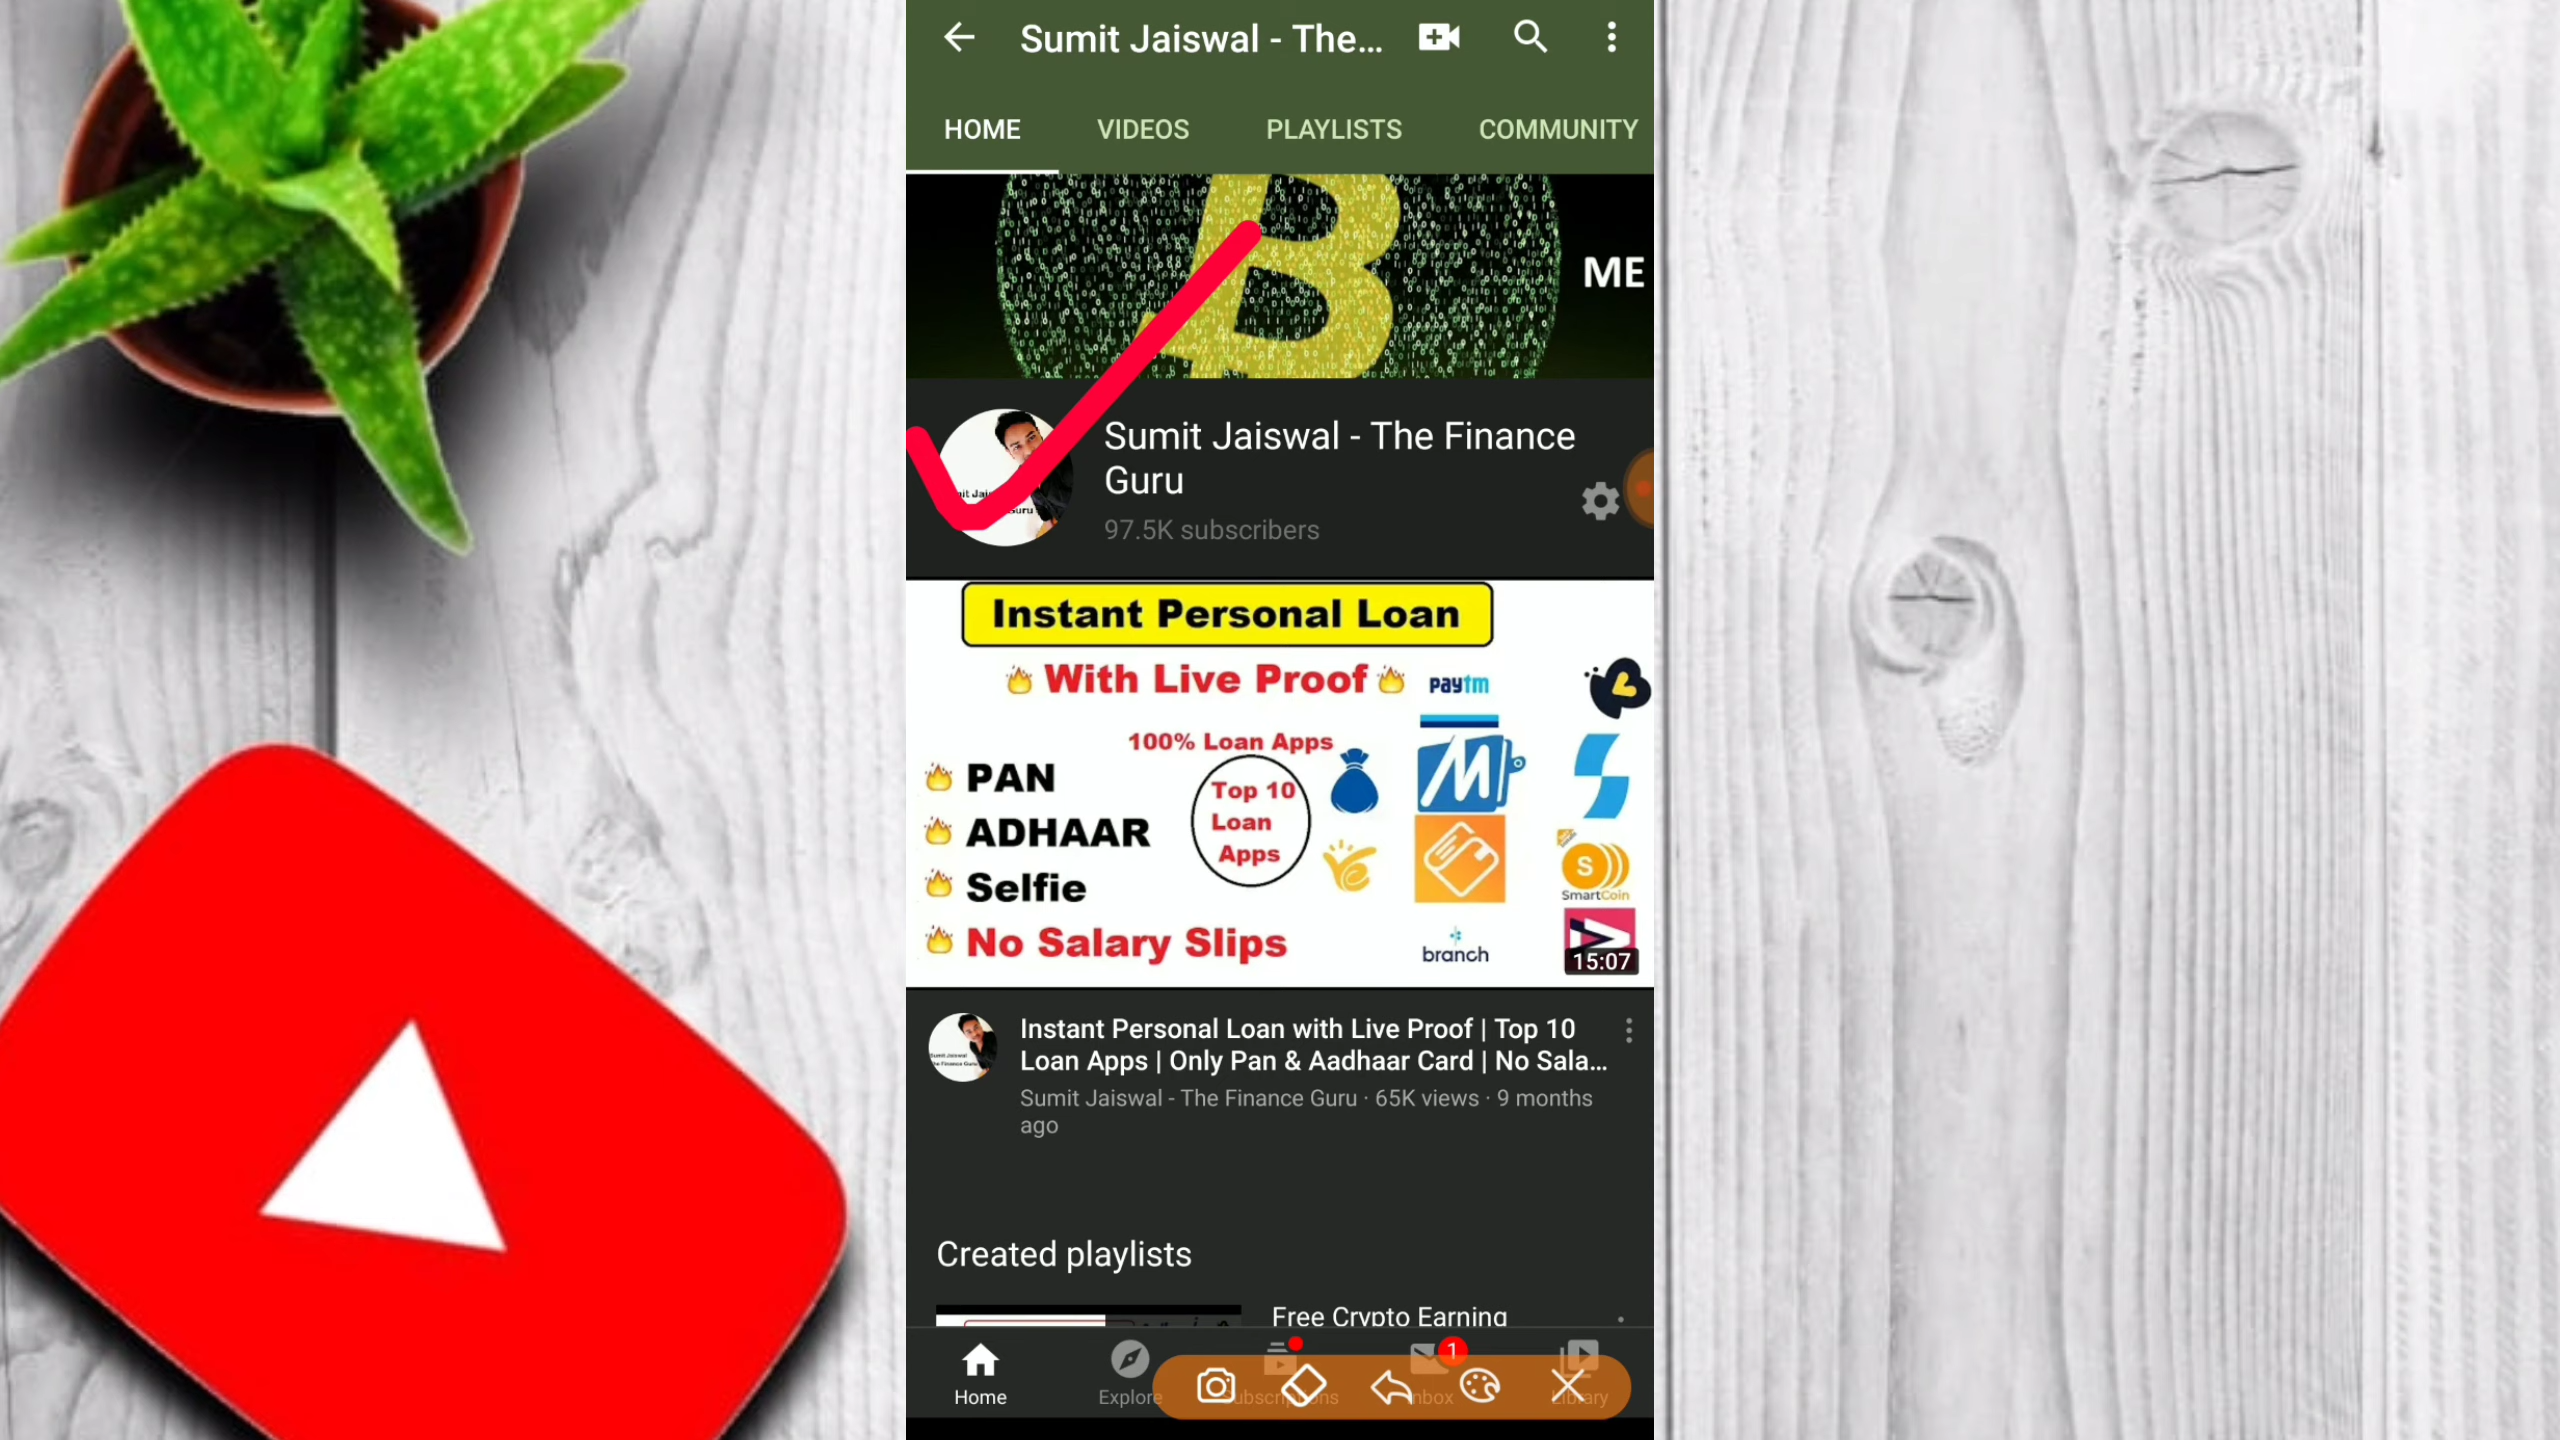 Sumit Jaiswal - The...
HOME
VIDEOS
PLAYLISTS
COMMUNITY
ME
Sumit Jaiswal - The Finance
Guru
97.5K subscribers
Instant Personal Loan
With Live Proof
paytm
100% Loan Apps
PAN
ADHAAR
Selfie
No Salary Slips
Top 10
Loan
Apps
SmartCoin
branch
15:07
Instant Personal Loan with Live Proof | Top 10
Loan Apps | Only Pan & Aadhaar Card | No Sala...
Sumit Jaiswal - The Finance Guru · 65K views · 9 months
ago
Created playlists
Free Crypto Earning
1
Home
Explore
Subscriptions
Inbox
Library